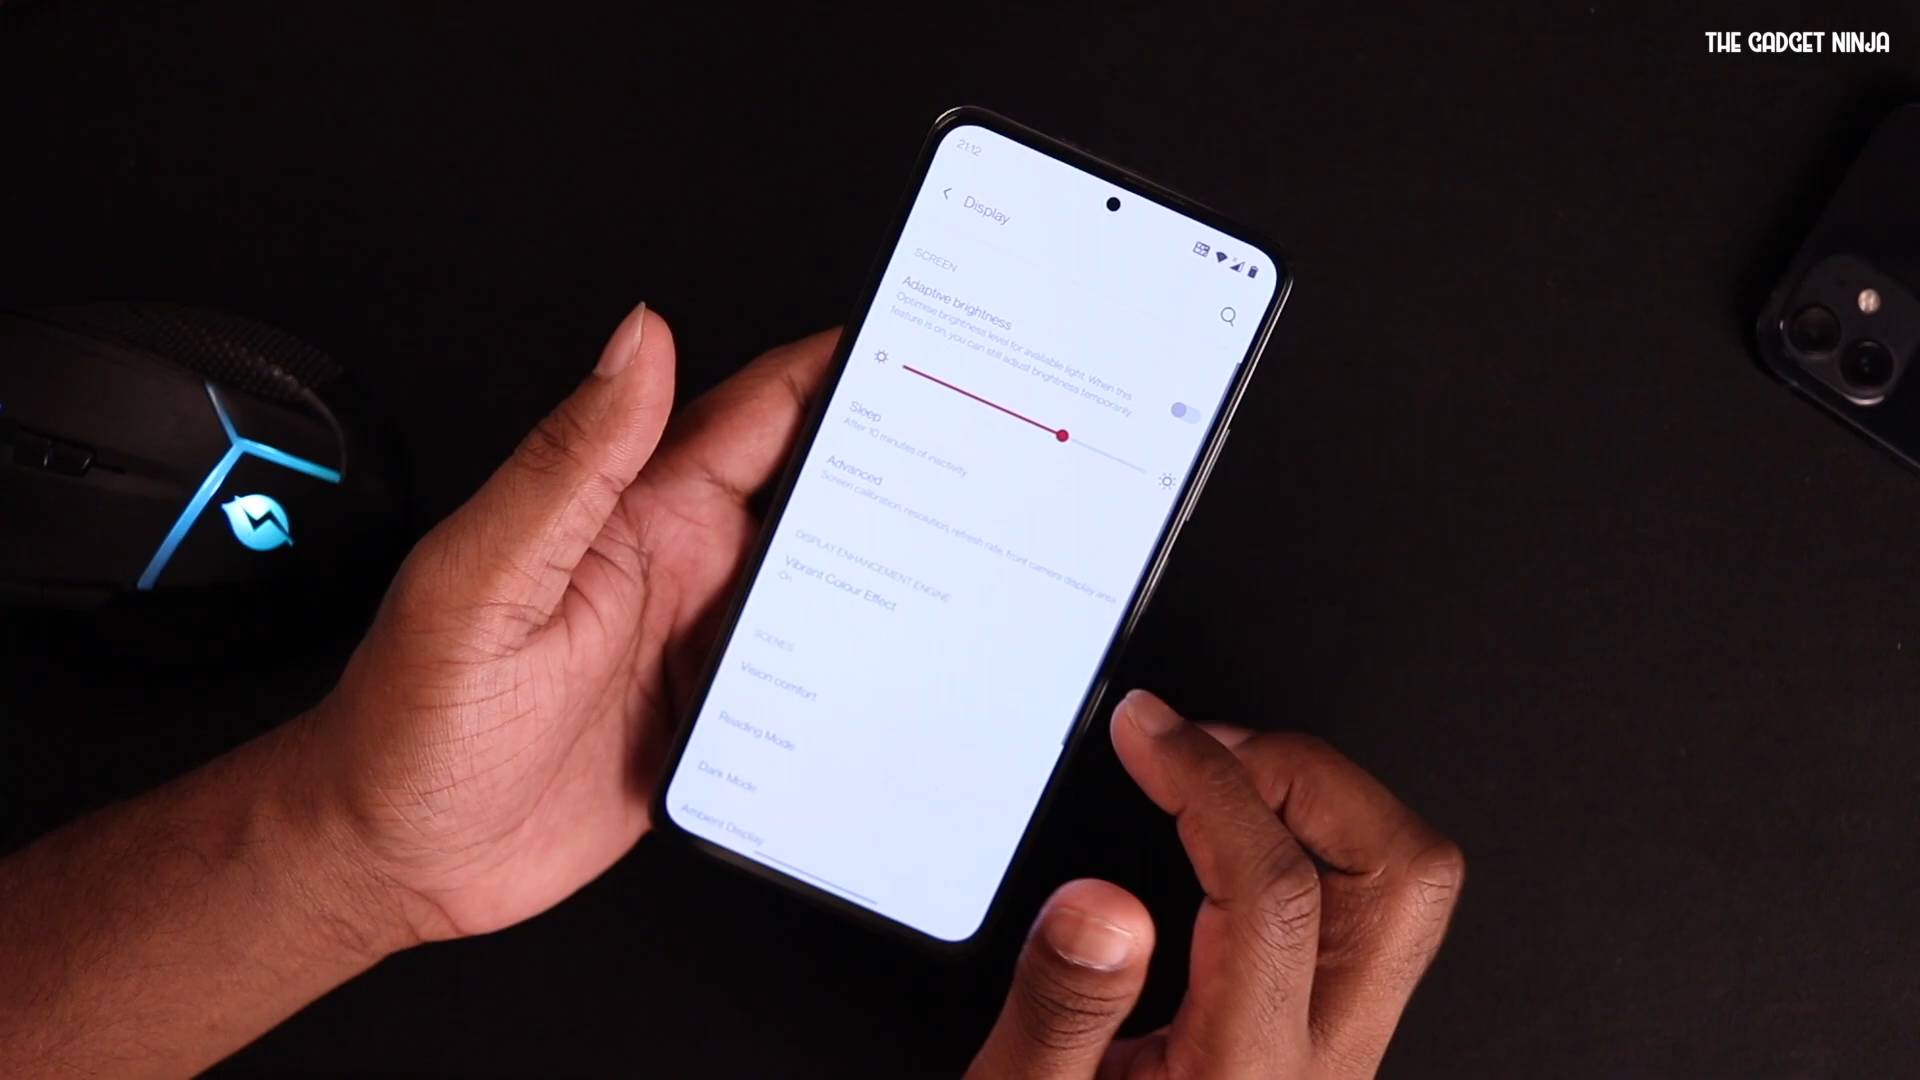 THE GADGET NINJA
21:12
Display
SCREEN
Adaptive brightness
Optimise brightness level for available light. When this
feature is on, you can still adjust brightness temporarily.
Sleep
After 10 minutes of inactivity
Advanced
Screen calibration, resolution, refresh rate, front camera display area
DISPLAY ENHANCEMENT ENGINE
Vibrant Colour Effect
On
SCENES
Vision comfort
Reading Mode
Dark Mode
Ambient Display